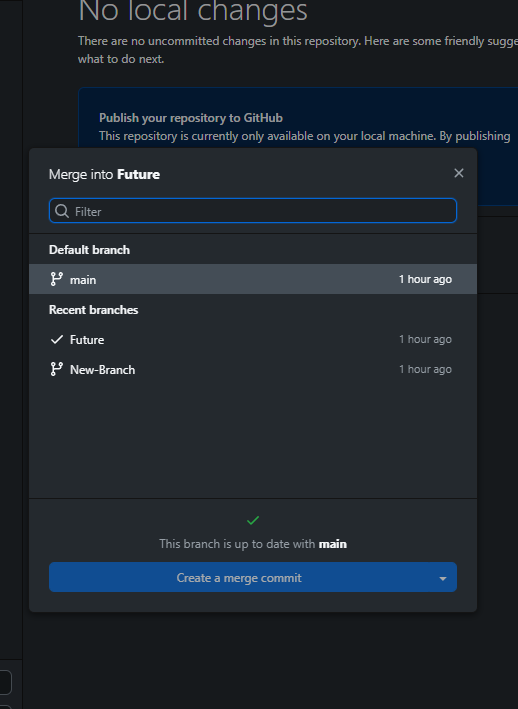 No local changes
There are no uncommitted changes in this repository. Here are some friendly sugge
what to do next.
Publish your repository to GitHub
This repository is currently only available on your local machine. By publishing
Merge into Future
Filter
Default branch
main 1 hour ago
Recent branches
Future 1 hour ago
New-Branch 1 hour ago
This branch is up to date with main
Create a merge commit